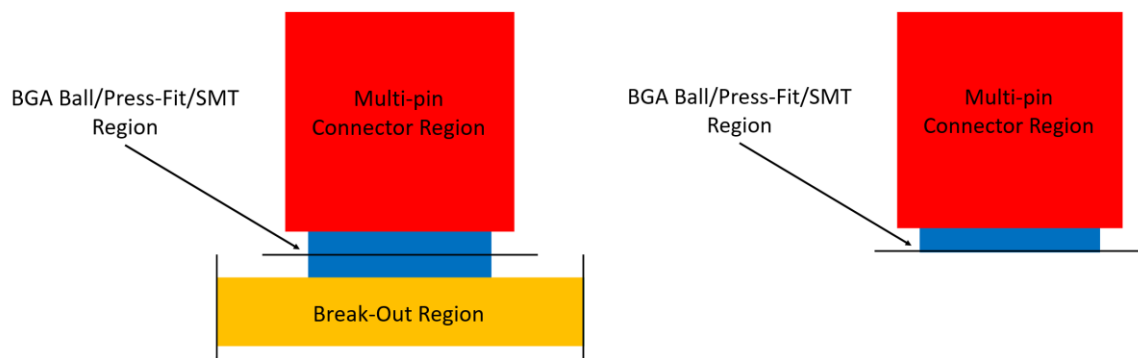 BGA Ball/Press-Fit/SMT
Region
Multi-pin
Connector Region
Break-Out Region
BGA Ball/Press-Fit/SMT
Region
Multi-pin
Connector Region